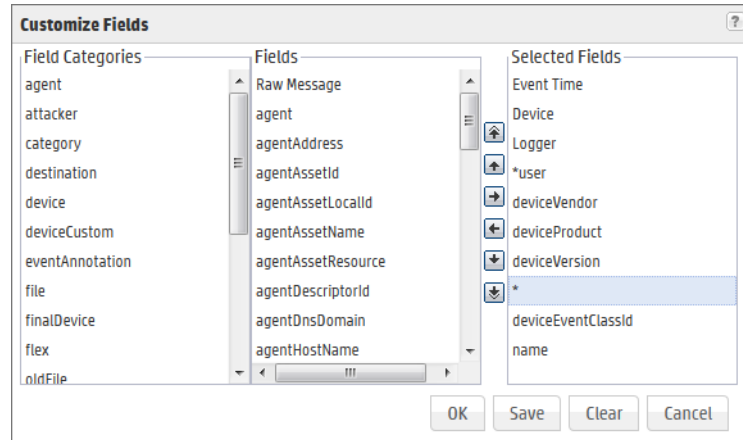 Customize Fields
?
Field Categories
agent
attacker
category
destination
device
deviceCustom
eventAnnotation
file
finalDevice
flex
oldFile
Fields
Raw Message
agent
agentAddress
agentAssetId
agentAssetLocalId
agentAssetName
agentAssetResource
agentDescriptorId
agentDnsDomain
agentHostName
Selected Fields
Event Time
Device
Logger
*user
deviceVendor
deviceProduct
deviceVersion
*
deviceEventClassId
name
OK
Save
Clear
Cancel